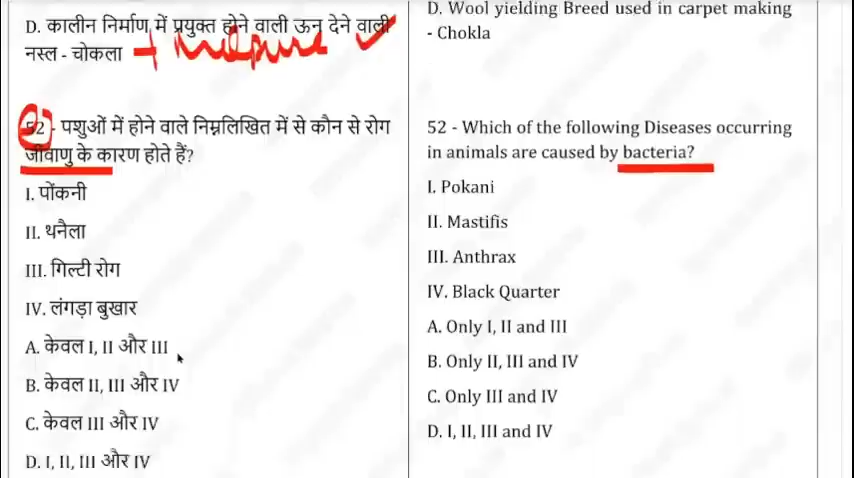 D. कालीन निर्माण में प्रयुक्त होने वाली ऊन देने वाली
नस्ल - चोकला
52 - पशुओं में होने वाले निम्नलिखित में से कौन से रोग
जीवाणु के कारण होते हैं?
I. पोंकनी
II. थनैला
III. गिल्टी रोग
IV. लंगड़ा बुखार
A. केवल I, II और III
B. केवल II, III और IV
C. केवल III और IV
D. I, II, III और IV
D. Wool yielding Breed used in carpet making
- Chokla
52 - Which of the following Diseases occurring
in animals are caused by bacteria?
I. Pokani
II. Mastifis
III. Anthrax
IV. Black Quarter
A. Only I, II and III
B. Only II, III and IV
C. Only III and IV
D. I, II, III and IV